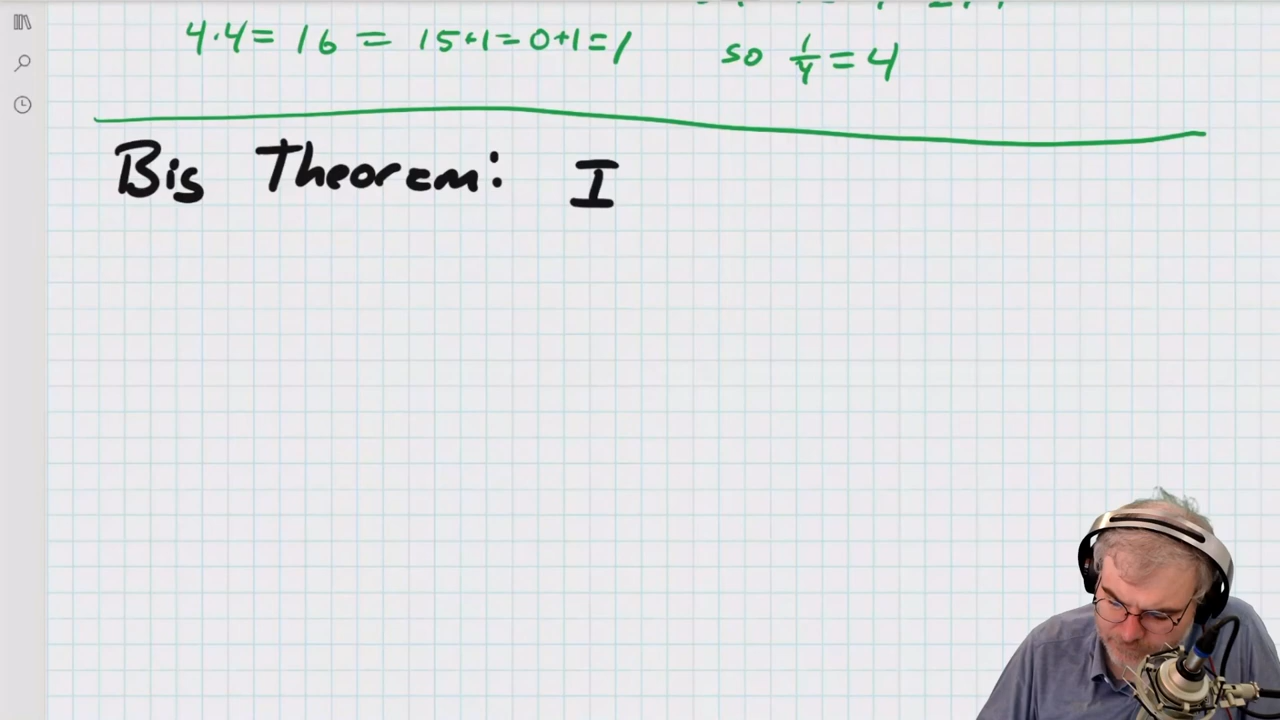 4·4= 16 = 15+1=0+1=1
so 1/4 = 4
Big Theorem: I